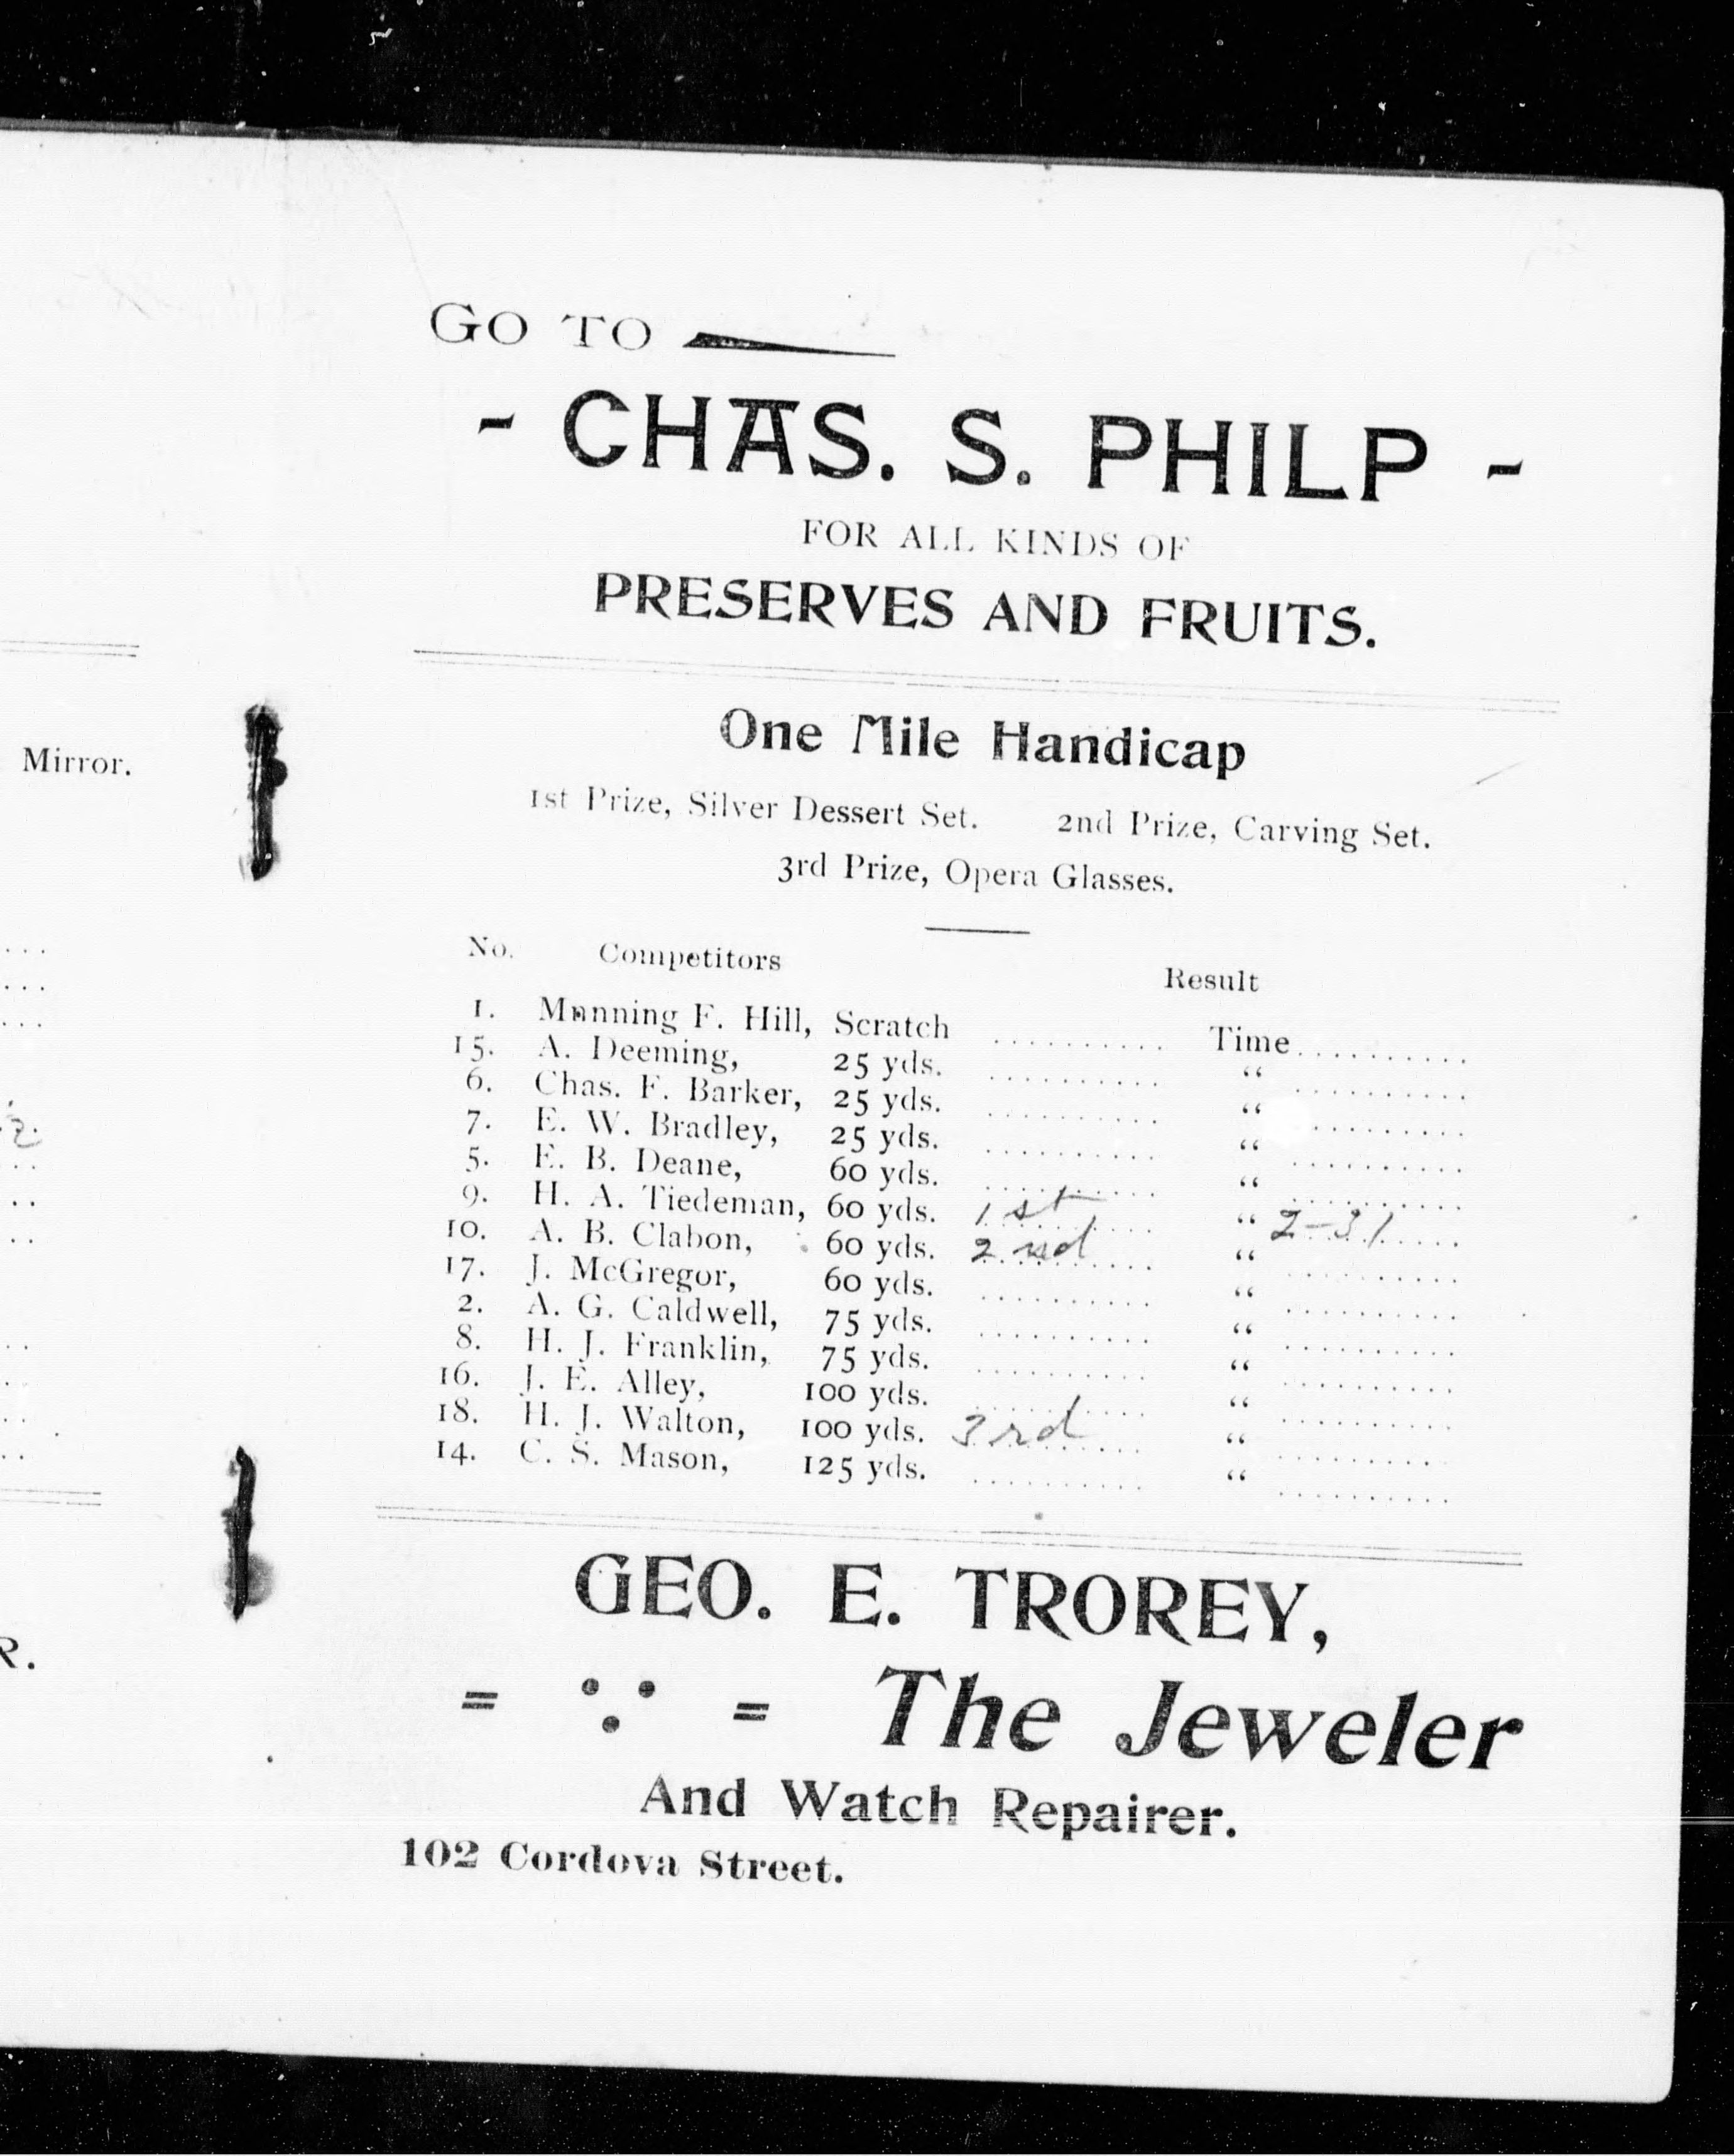 Mirror.
2.
R.
GO TO
- CHAS. S. PHILP -
FOR ALL KINDS OF
PRESERVES AND FRUITS.
One Mile Handicap
1st Prize, Silver Dessert Set. 2nd Prize, Carving Set.
3rd Prize, Opera Glasses.
No. Competitors Result
1. Munning F. Hill, Scratch .......... Time...........
15. A. Deeming, 25 yds. .......... “ ..........
6. Chas. F. Barker, 25 yds. .......... “ ..........
7. E. W. Bradley, 25 yds. .......... “ ..........
5. E. B. Deane, 60 yds. .......... “ ..........
9. H. A. Tiedeman, 60 yds. 1st “ 2-31
10. A. B. Clabon, 60 yds. 2nd “ ..........
17. J. McGregor, 60 yds. .......... “ ..........
2. A. G. Caldwell, 75 yds. .......... “ ..........
8. H. J. Franklin, 75 yds. .......... “ ..........
16. J. E. Alley, 100 yds. .......... “ ..........
18. H. J. Walton, 100 yds. 3rd “ ..........
14. C. S. Mason, 125 yds. .......... “ ..........
GEO. E. TROREY,
= = The Jeweler
And Watch Repairer.
102 Cordova Street.